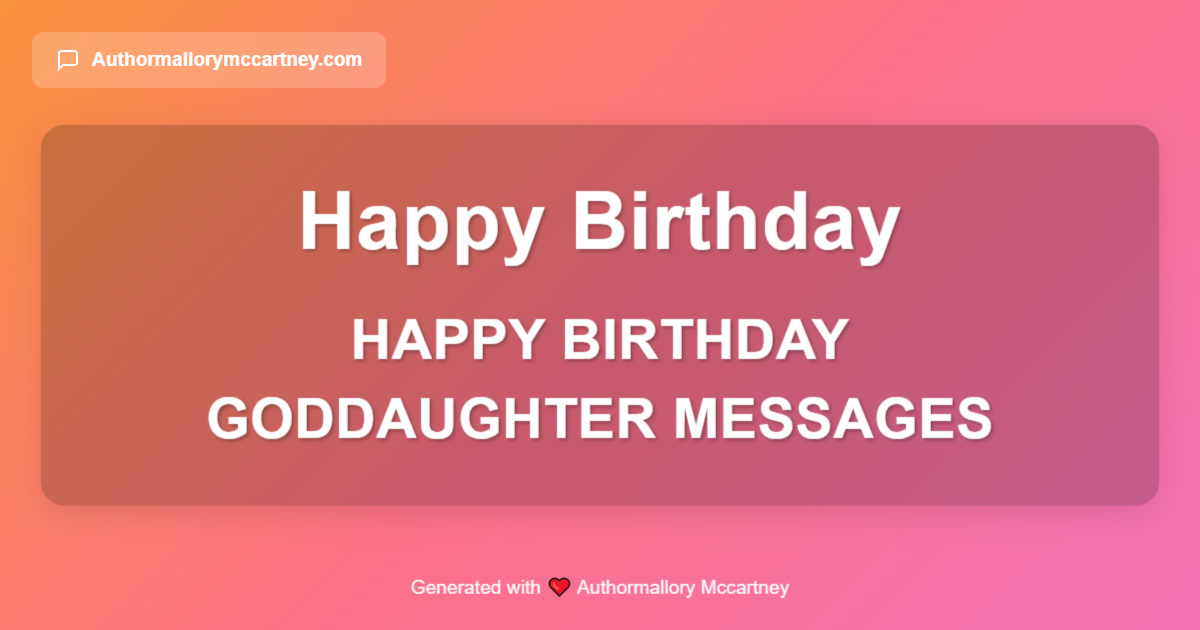 Authormallorymccartney.com
Happy Birthday
HAPPY BIRTHDAY
GODDAUGHTER MESSAGES
Generated with ❤️ Authormallory Mccartney